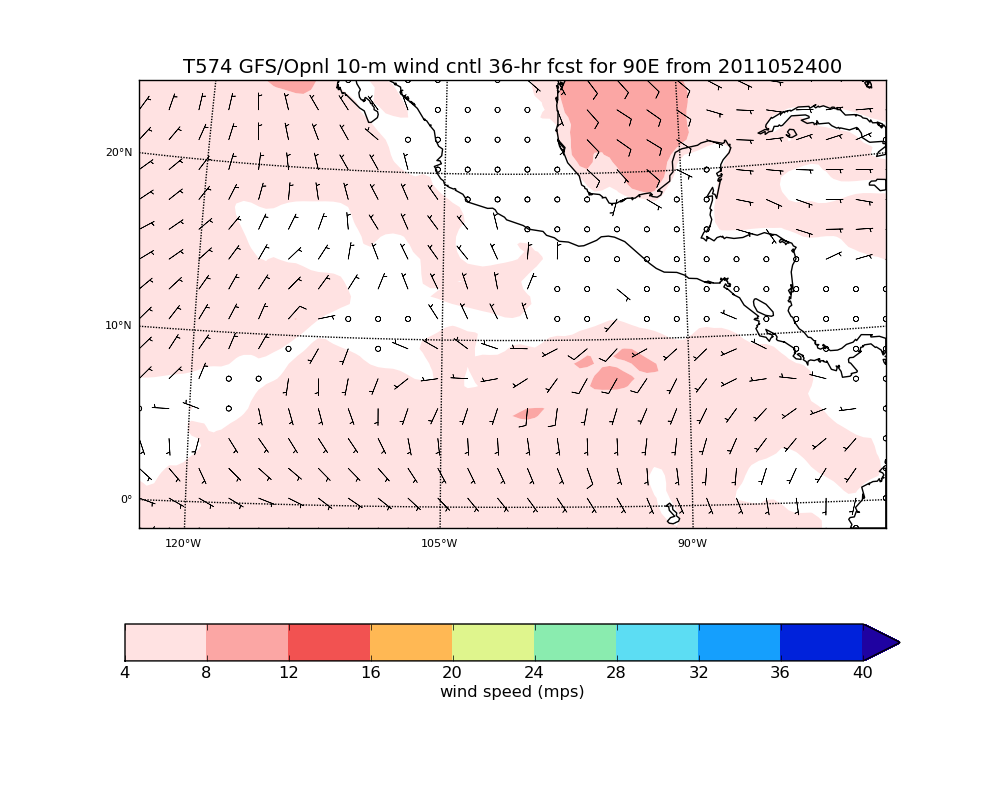 T574 GFS/Opnl 10-m wind cntl 36-hr fcst for 90E from 2011052400
20°N
10°N
0°
120°W 105°W 90°W
4 8 12 16 20 24 28 32 36 40
wind speed (mps)